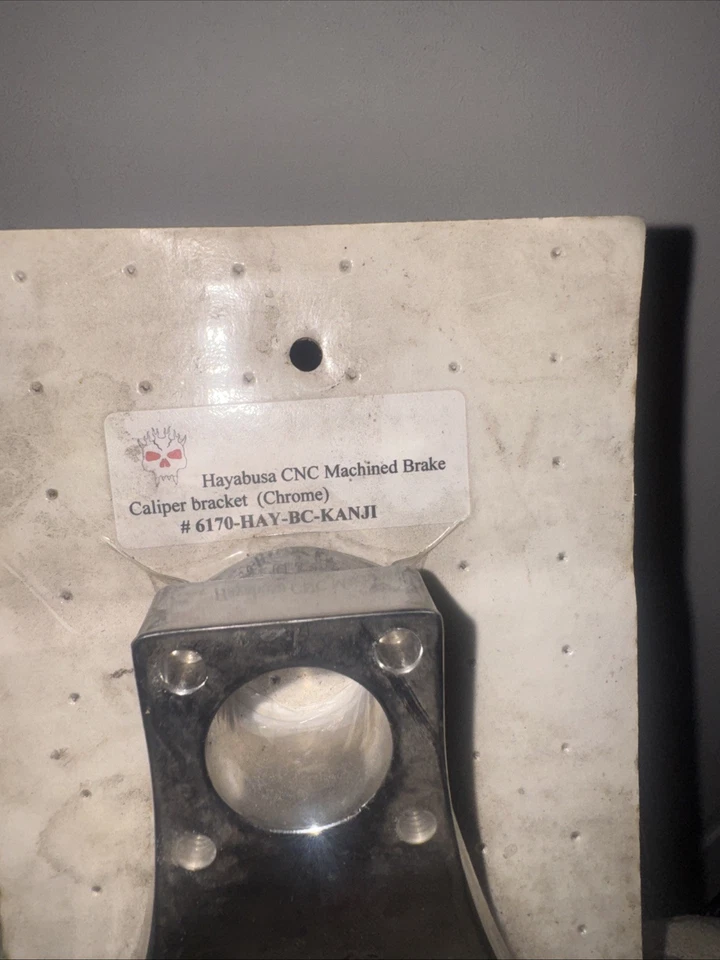 Hayabusa CNC Machined Brake
Caliper bracket (Chrome)
# 6170-HAY-BC-KANJI